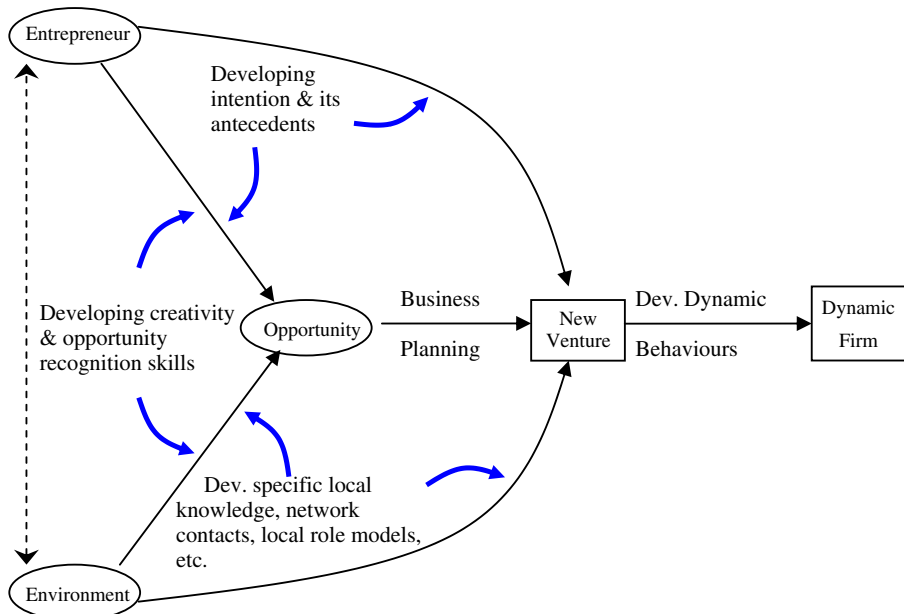 Entrepreneur
Developing
intention & its
antecedents
Developing creativity
& opportunity
recognition skills
Opportunity
Business
Planning
New
Venture
Dev. Dynamic
Behaviours
Dynamic
Firm
Dev. specific local
knowledge, network
contacts, local role models,
etc.
Environment